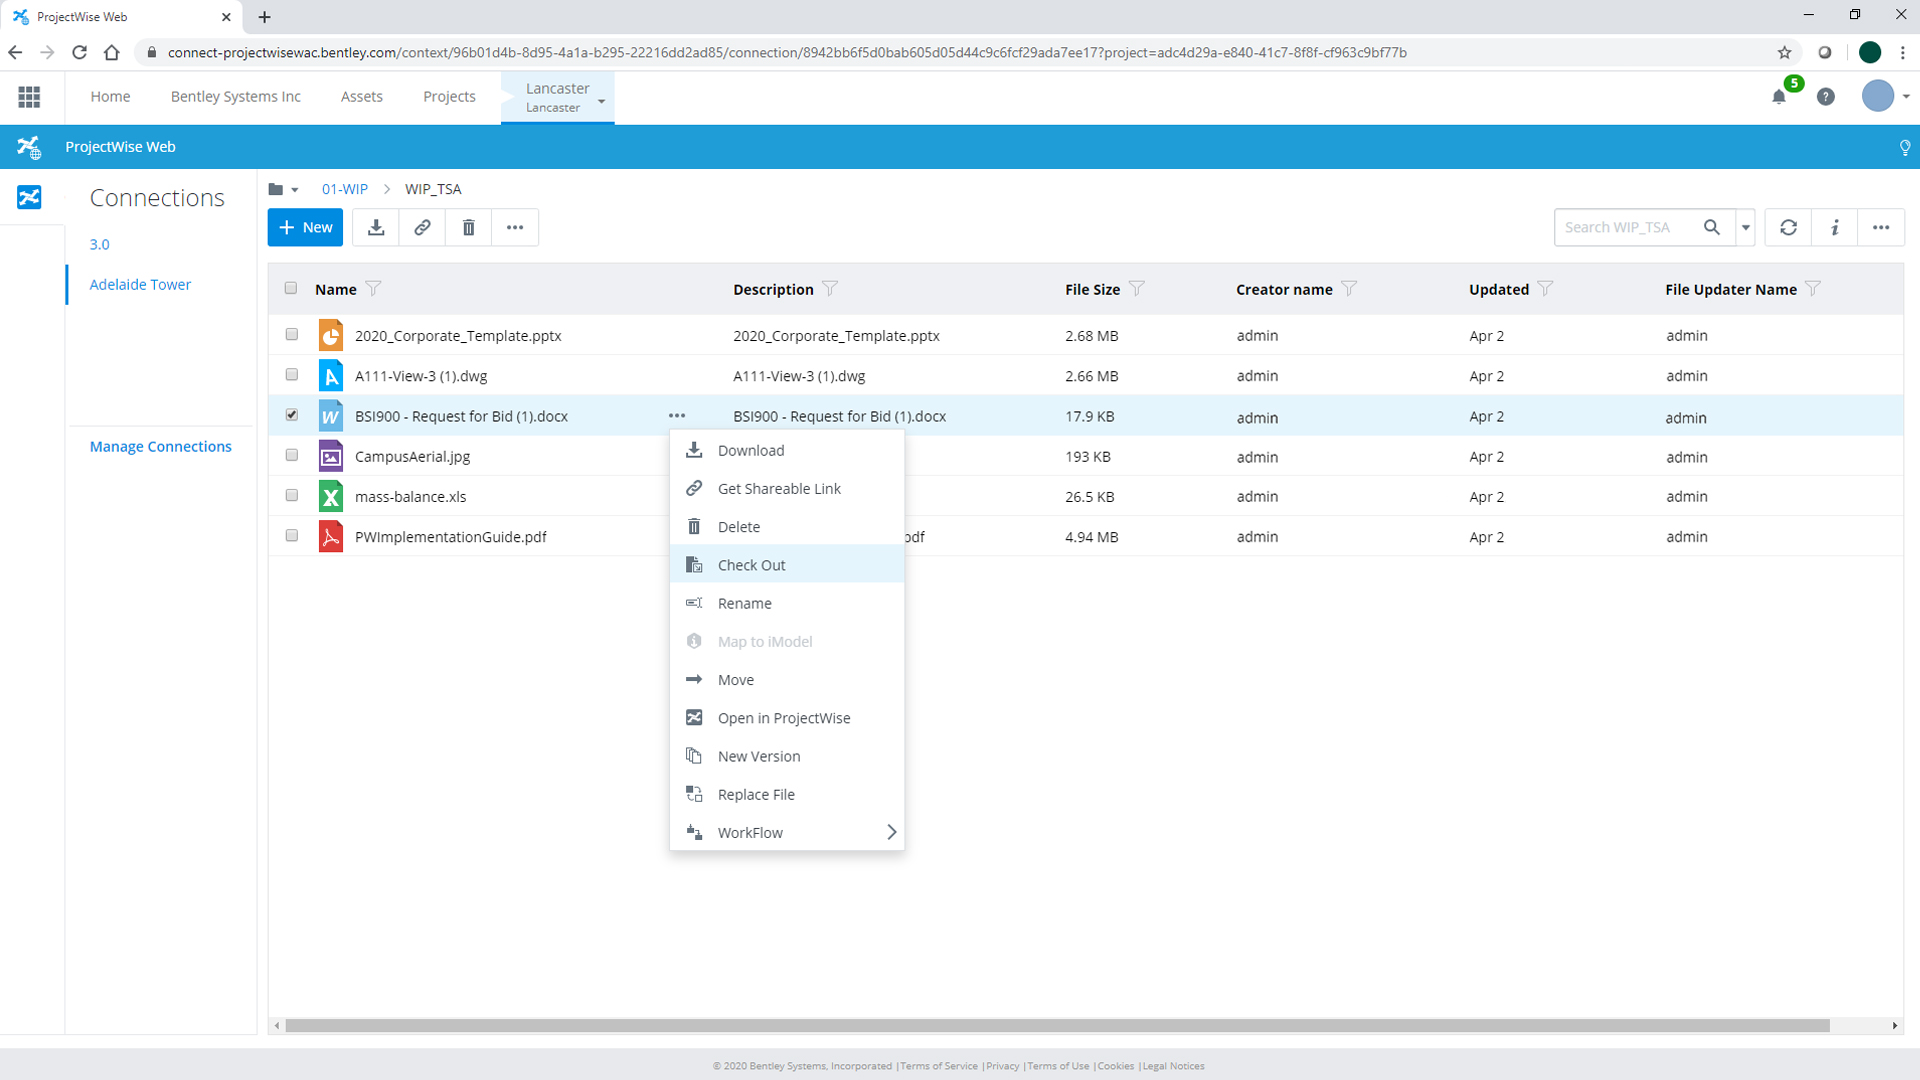 ProjectWise Web
connect-projectwisewac.bentley.com/context/96b01d4b-8d95-4a1a-b295-22216dd2ad85/connection/8942bb6f5d0bab605d05d44c9c6fcf29ada7ee17?project=adc4d29a-e840-41c7-8f8f-cf963c9bf77b
Home Bentley Systems Inc Assets Projects Lancaster 5
Lancaster
ProjectWise Web
Connections
3.0
Adelaide Tower
Manage Connections
01-WIP > WIP_TSA
+ New Search WIP_TSA
Name Description File Size Creator name Updated File Updater Name
2020_Corporate_Template.pptx 2020_Corporate_Template.pptx 2.68 MB admin Apr 2 admin
A111-View-3 (1).dwg A111-View-3 (1).dwg 2.66 MB admin Apr 2 admin
BSI900 - Request for Bid (1).docx ••• BSI900 - Request for Bid (1).docx 17.9 KB admin Apr 2 admin
CampusAerial.jpg 193 KB admin Apr 2 admin
mass-balance.xls 26.5 KB admin Apr 2 admin
PWImplementationGuide.pdf pdf 4.94 MB admin Apr 2 admin
Download
Get Shareable Link
Delete
Check Out
Rename
Map to iModel
Move
Open in ProjectWise
New Version
Replace File
WorkFlow
© 2020 Bentley Systems, Incorporated |Terms of Service |Privacy |Terms of Use |Cookies |Legal Notices